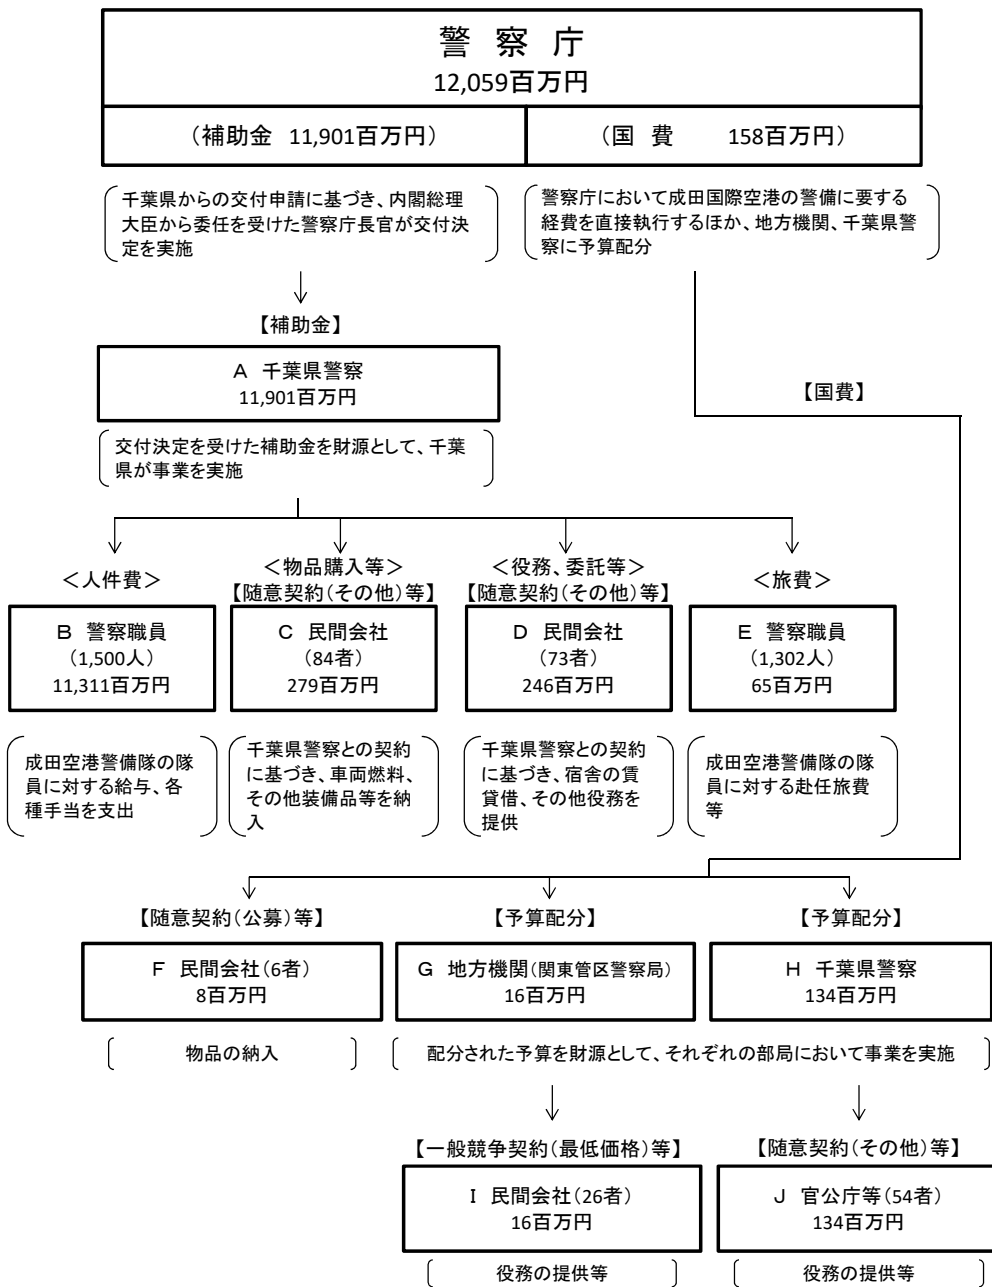 警 察 庁
12,059百万円
(補助金 11,901百万円)
(国 費 158百万円)
千葉県からの交付申請に基づき、内閣総理
大臣から委任を受けた警察庁長官が交付決
定を実施
警察庁において成田国際空港の警備に要する
経費を直接執行するほか、地方機関、千葉県警
察に予算配分
【補助金】
A 千葉県警察
11,901百万円
【国費】
交付決定を受けた補助金を財源として、千葉
県が事業を実施
<人件費>
B 警察職員
(1,500人)
11,311百万円
成田空港警備隊の隊
員に対する給与、各
種手当を支出
<物品購入等>
【随意契約(その他)等】
C 民間会社
(84者)
279百万円
千葉県警察との契約
に基づき、車両燃料、
その他装備品等を納
入
<役務、委託等>
【随意契約(その他)等】
D 民間会社
(73者)
246百万円
千葉県警察との契約
に基づき、宿舎の賃
貸借、その他役務を
提供
<旅費>
E 警察職員
(1,302人)
65百万円
成田空港警備隊の隊
員に対する赴任旅費
等
【随意契約(公募)等】
F 民間会社(6者)
8百万円
物品の納入
【予算配分】
G 地方機関(関東管区警察局)
16百万円
【予算配分】
H 千葉県警察
134百万円
配分された予算を財源として、それぞれの部局において事業を実施
【一般競争契約(最低価格)等】
I 民間会社(26者)
16百万円
役務の提供等
【随意契約(その他)等】
J 官公庁等(54者)
134百万円
役務の提供等